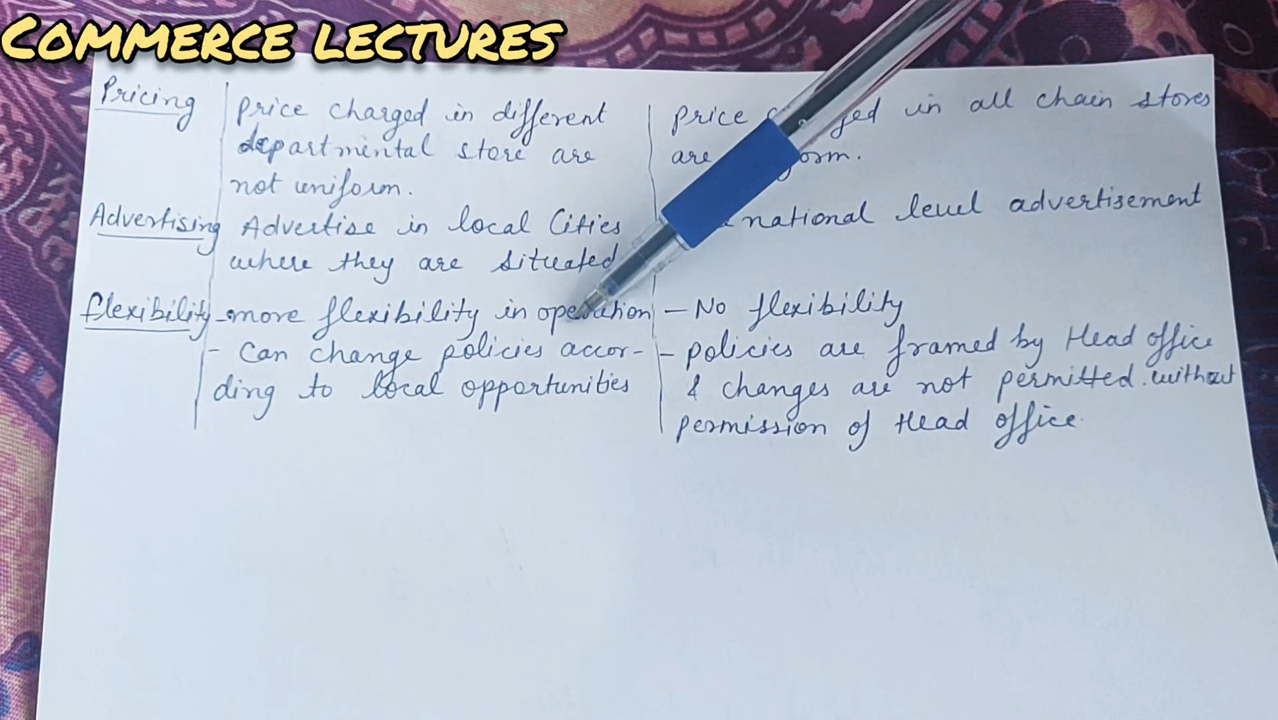 COMMERCE LECTURES
Pricing
Price charged in different
departmental store are
not uniform.
Price in all chain stores
are
Advertising
Advertise in local Cities
where they are situated
national level advertisement
flexibility
- more flexibility in operation
- Can change policies accor-
ding to local opportunities
- No flexibility
- policies are framed by Head office
& changes are not permitted. without
permission of Head office.